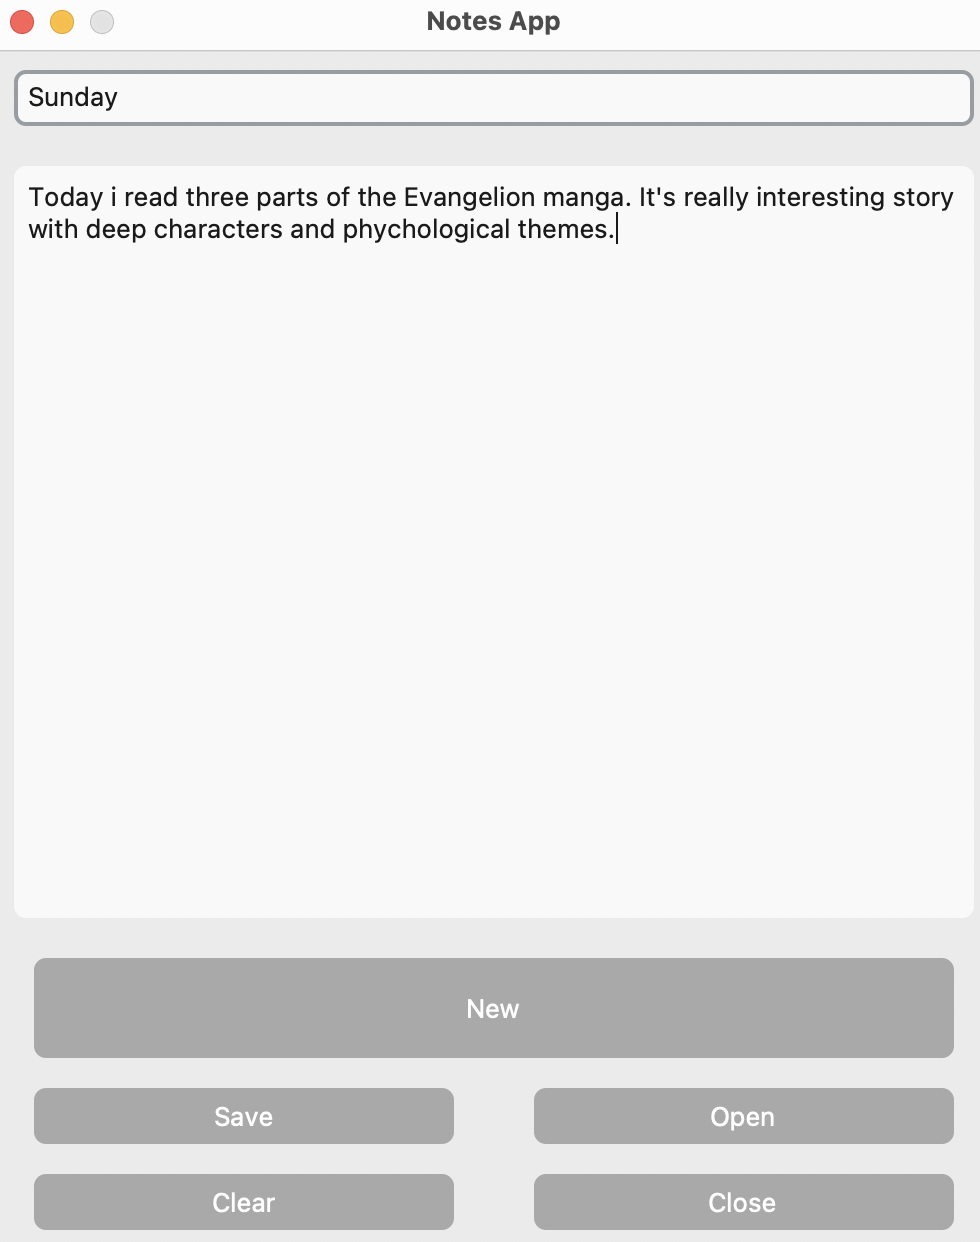 Notes App
Sunday
Today i read three parts of the Evangelion manga. It's really interesting story
with deep characters and phychological themes.
New
Save
Open
Clear
Close